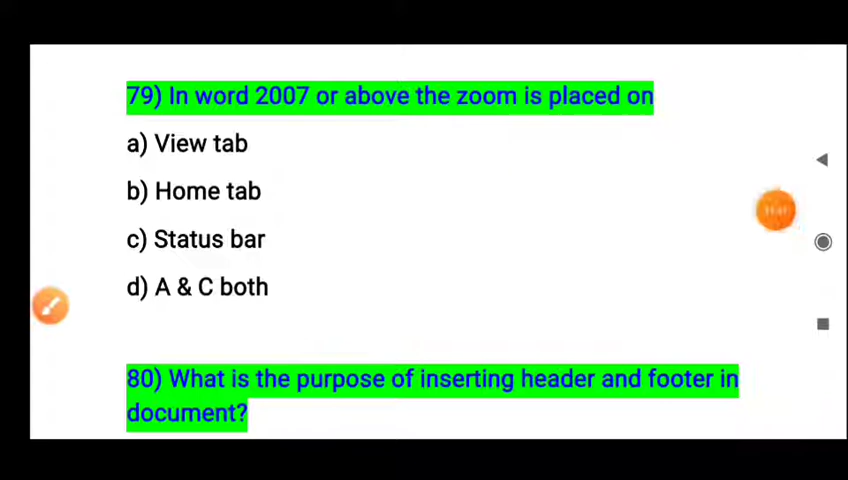 79) In word 2007 or above the zoom is placed on
a) View tab
b) Home tab
c) Status bar
d) A & C both
80) What is the purpose of inserting header and footer in
document?